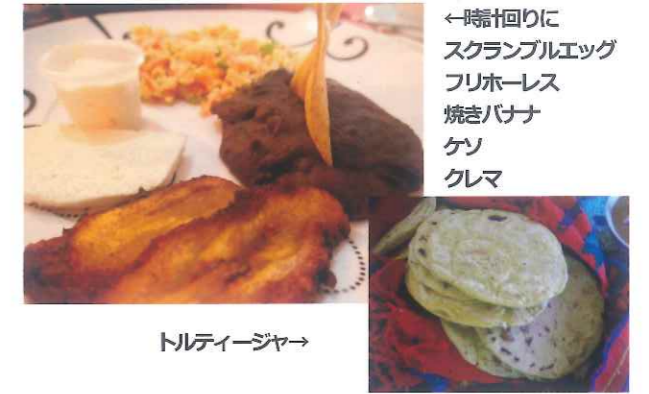 ←時計回りに
スクランブルエッグ
フリホーレス
焼きバナナ
ケソ
クレマ
トルティージャ→